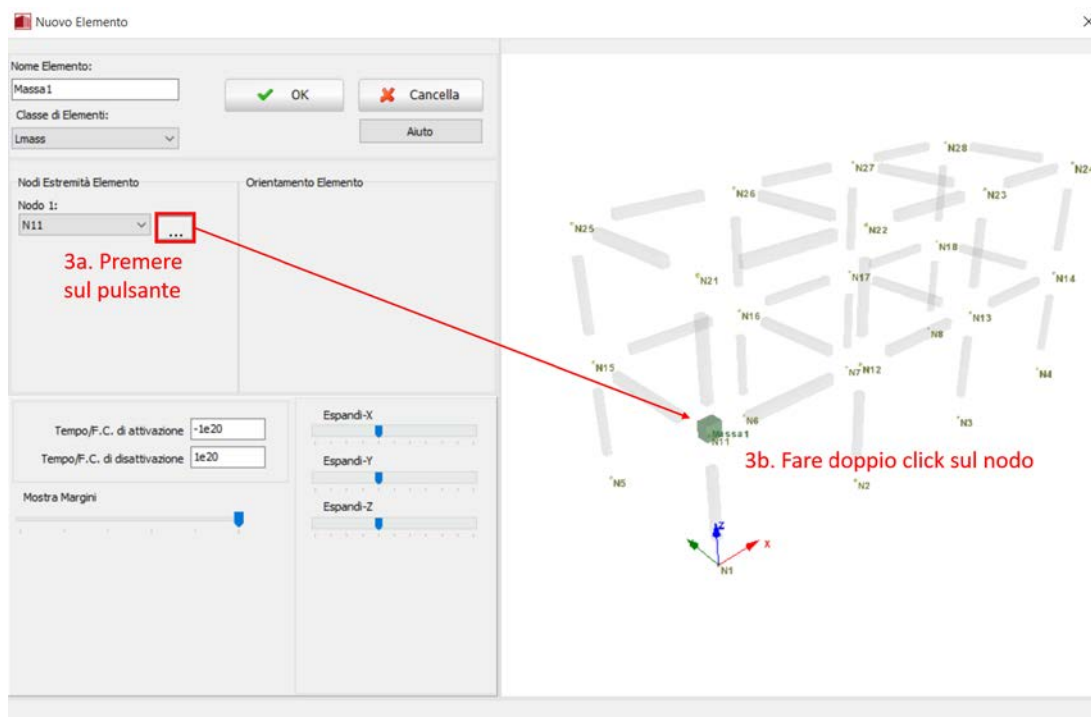 Nuovo Elemento
Nome Elemento:
Massa1
OK
Cancella
Classe di Elementi:
Lmass
Aiuto
Nodi Estremità Elemento
Orientamento Elemento
Nodo 1:
N11
...
3a. Premere
sul pulsante
Tempo/F.C. di attivazione
-1e20
Tempo/F.C. di disattivazione
1e20
Mostra Margini
Espandi-X
Espandi-Y
Espandi-Z
N28
N27
N24
N26
N23
N25
N22
N18
N21
N17
N14
N16
N13
N8
N15
N7
N12
N4
N6
N3
Massa1
N11
3b. Fare doppio click sul nodo
N5
N2
Z
X
N1